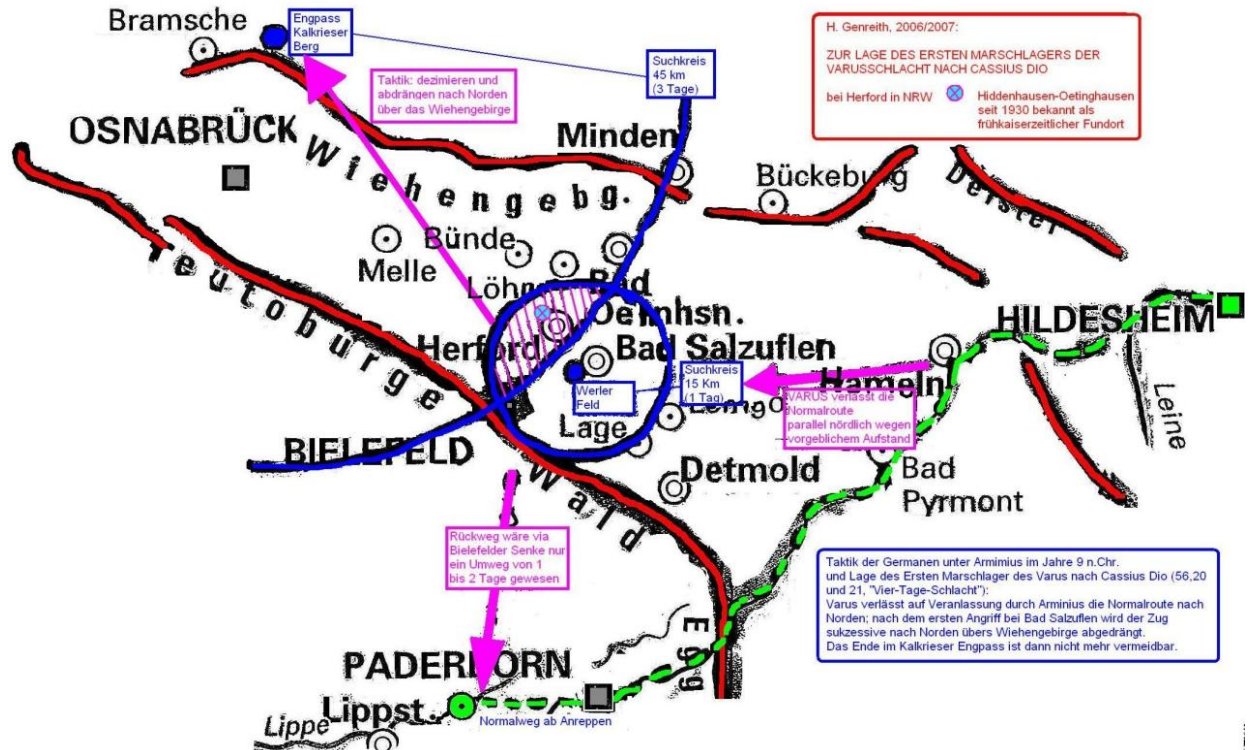 Bramsche
Engpass
Kalkrieser
Berg
Suchkreis
45 km
(3 Tage)
Taktik: dezimieren und
abdrängen nach Norden
über das Wiehengebirge
H. Genreith, 2006/2007:
ZUR LAGE DES ERSTEN MARSCHLAGERS DER
VARUSSCHLACHT NACH CASSIUS DIO
bei Herford in NRW
Hiddenhausen-Oetinghausen
seit 1930 bekannt als
frühkaiserzeitlicher Fundort
OSNABRÜCK
Minden
Wiehengebg.
Bückeburg
Deister
Bünde
Melle
Löhne
Bad
Oeinhsn.
Teutoburger
Wald
HILDESHEIM
Herford
Bad Salzuflen
Suchkreis
15 Km
(1 Tag)
Hameln
Leine
Werler
Feld
Lemgo
VARUS verlässt die
Normalroute
parallel nördlich wegen
vorgeblichem Aufstand
Lage
BIELEFELD
Detmold
Bad
Pyrmont
Rückweg wäre via
Bielefelder Senke nur
ein Umweg von 1
bis 2 Tage gewesen
Taktik der Germanen unter Armimius im Jahre 9 n.Chr.
und Lage des Ersten Marschlager des Varus nach Cassius Dio (56,20
und 21, "Vier-Tage-Schlacht"):
Varus verlässt auf Veranlassung durch Arminius die Normalroute nach
Norden; nach dem ersten Angriff bei Bad Salzuflen wird der Zug
sukzessive nach Norden übers Wiehengebirge abgedrängt.
Das Ende im Kalkrieser Engpass ist dann nicht mehr vermeidbar.
Egg
PADERBORN
Lippst.
Lippe
Normalweg ab Anreppen